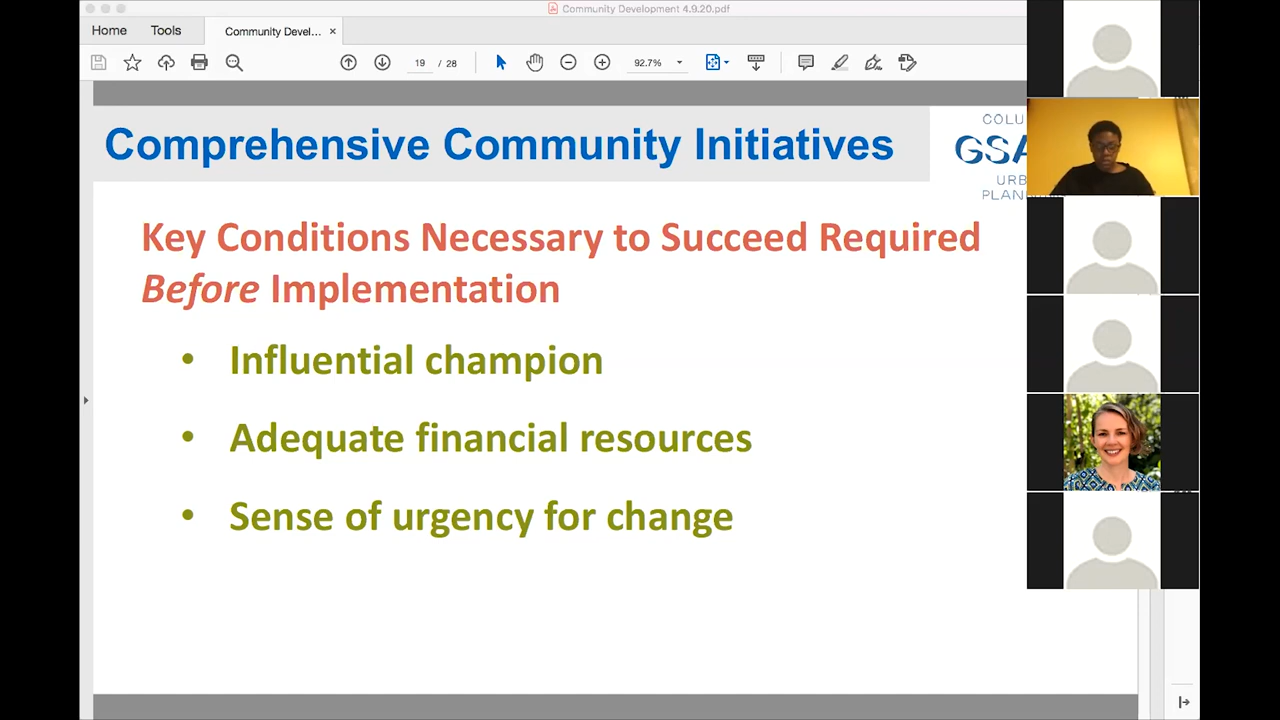 Community Development 4.9.20.pdf
Home Tools Community Devel... ×
19 / 28 92.7%
Comprehensive Community Initiatives
COLU
GSA
URB
PLAN
Key Conditions Necessary to Succeed Required
Before Implementation
• Influential champion
• Adequate financial resources
• Sense of urgency for change